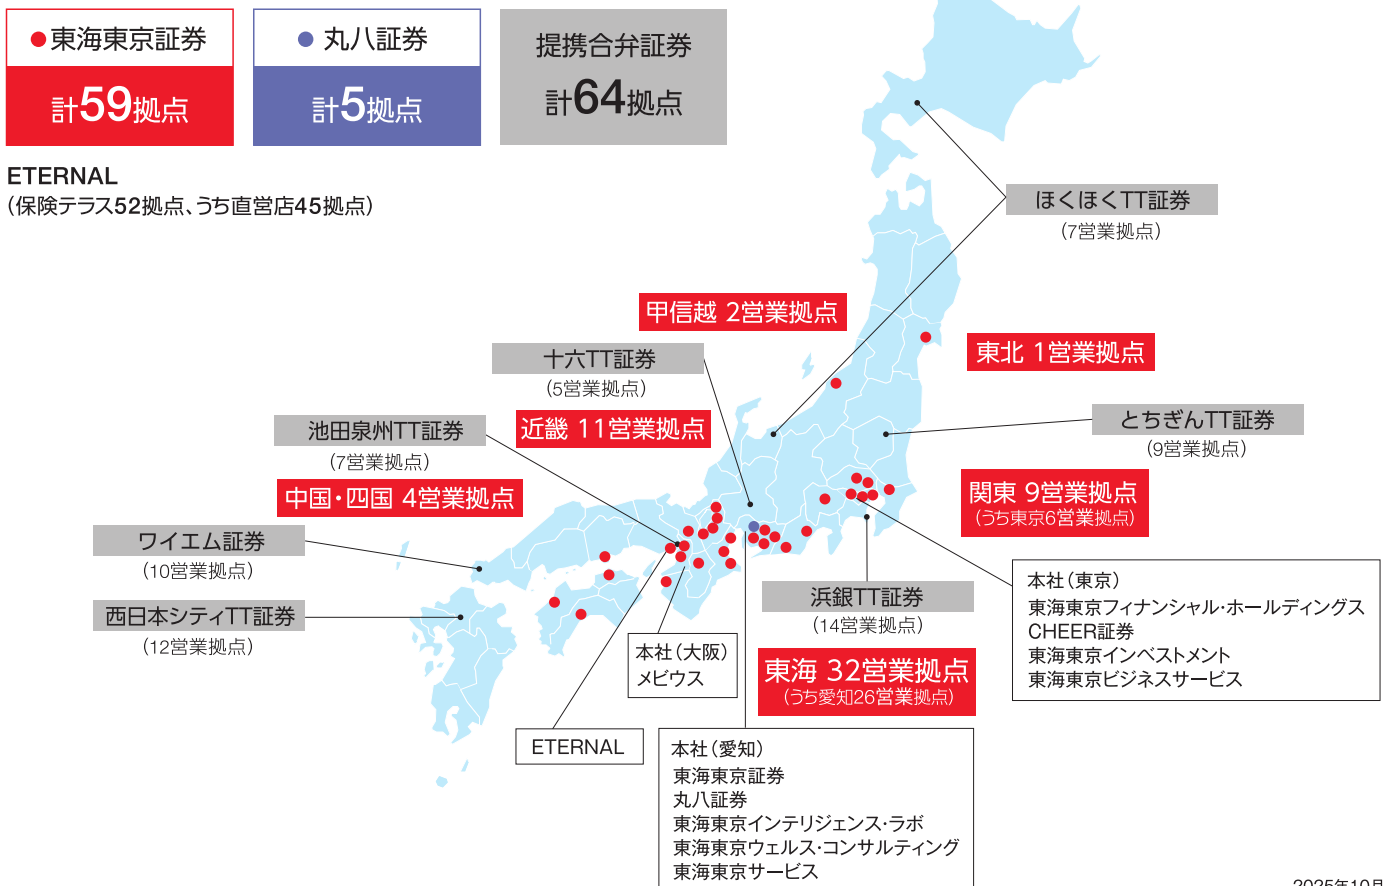 ●東海東京証券
計59拠点
●丸八証券
計5拠点
提携合弁証券
計64拠点
ETERNAL
（保険テラス52拠点、うち直営店45拠点）
ほくほくTT証券
（7営業拠点）
甲信越 2営業拠点
東北 1営業拠点
十六TT証券
（5営業拠点）
近畿 11営業拠点
とちぎんTT証券
（9営業拠点）
池田泉州TT証券
（7営業拠点）
中国・四国 4営業拠点
関東 9営業拠点
（うち東京6営業拠点）
ワイエム証券
（10営業拠点）
西日本シティTT証券
（12営業拠点）
浜銀TT証券
（14営業拠点）
東海 32営業拠点
（うち愛知26営業拠点）
本社（東京）
東海東京フィナンシャル・ホールディングス
CHEER証券
東海東京インベストメント
東海東京ビジネスサービス
本社（大阪）
メビウス
ETERNAL
本社（愛知）
東海東京証券
丸八証券
東海東京インテリジェンス・ラボ
東海東京ウェルス・コンサルティング
東海東京サービス
2025年10月